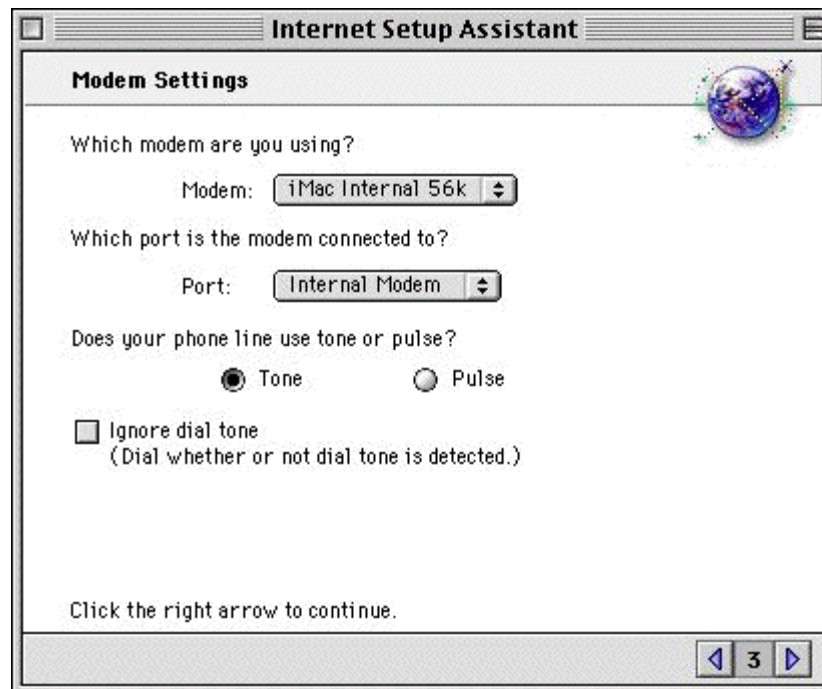 Internet Setup Assistant
Modem Settings
Which modem are you using?
Modem: iMac Internal 56k
Which port is the modem connected to?
Port: Internal Modem
Does your phone line use tone or pulse?
Tone Pulse
Ignore dial tone
(Dial whether or not dial tone is detected.)
Click the right arrow to continue.
3